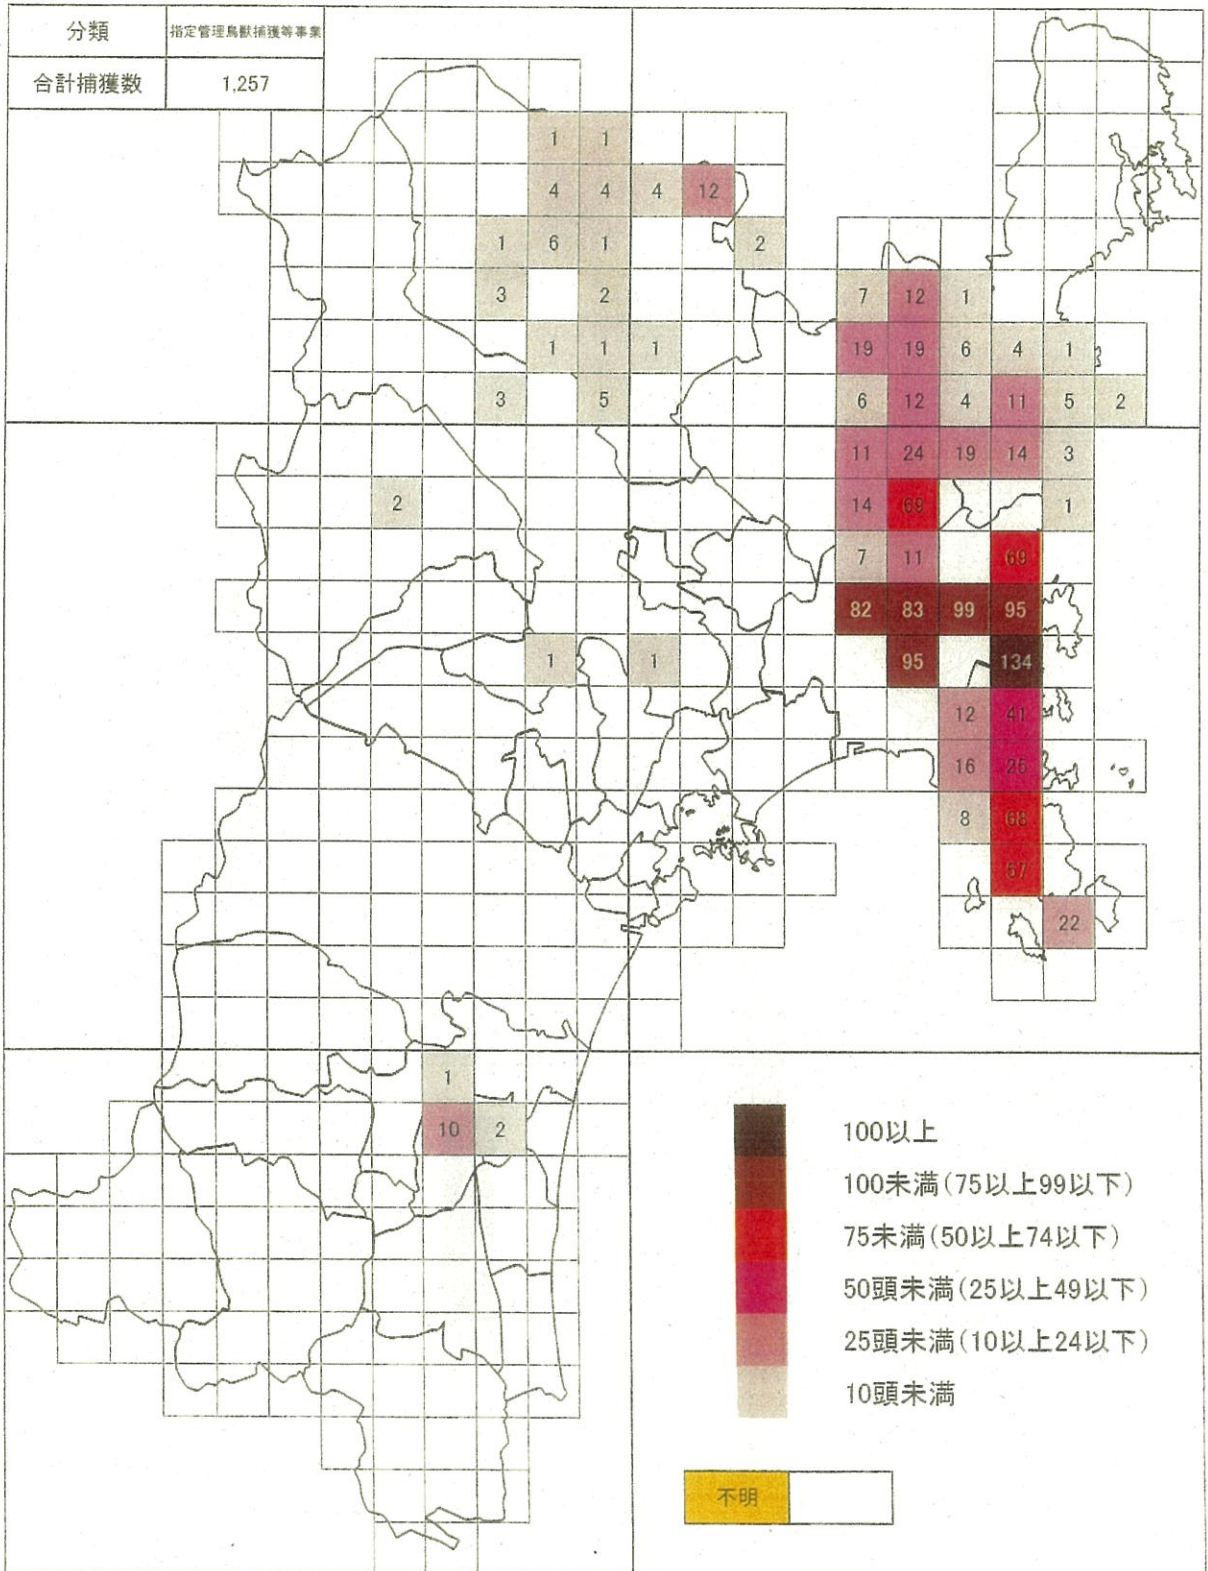 分類 指定管理鳥獣捕獲等事業
合計捕獲数 1,257
1 1
4 4 4 12
1 6 1 2
3 2 7 12 1
1 1 1 19 19 6 4 1
3 5 6 12 4 11 5 2
11 24 19 14 3
2 14 69 1
7 11 69
82 83 99 95
1 1 95 134
12 41
16 25
8 68
57
22
1
10 2
100以上
100未満(75以上99以下)
75未満(50以上74以下)
50頭未満(25以上49以下)
25頭未満(10以上24以下)
10頭未満
不明